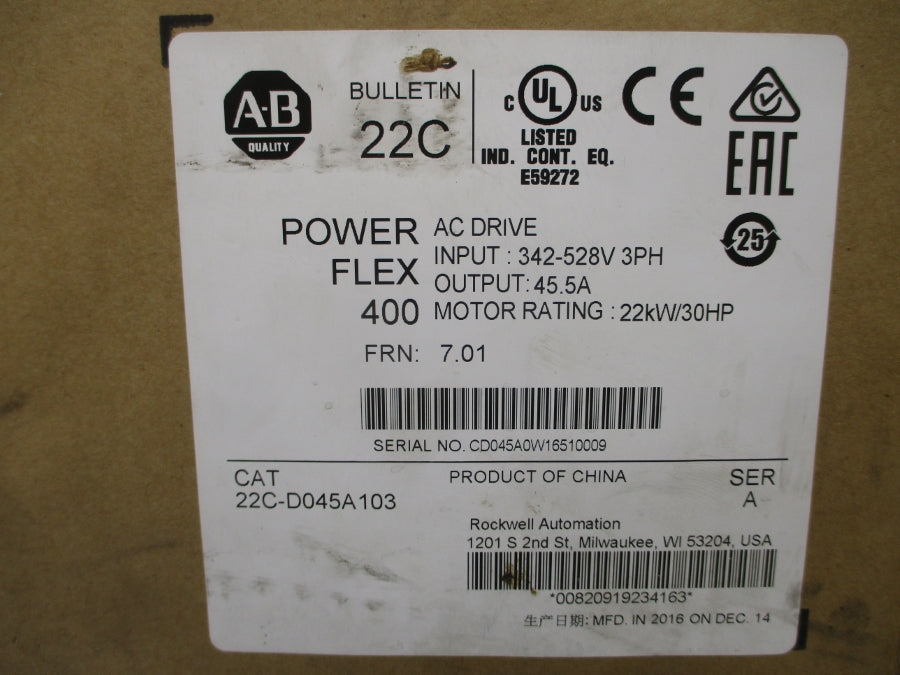 A-B
QUALITY
BULLETIN
22C
C UL US
LISTED
IND. CONT. EQ.
E59272
CE
EAC
25
POWER
FLEX
400
AC DRIVE
INPUT : 342-528V 3PH
OUTPUT: 45.5A
MOTOR RATING : 22kW/30HP
FRN: 7.01
SERIAL NO. CD045A0W16510009
CAT
22C-D045A103
PRODUCT OF CHINA
SER
A
Rockwell Automation
1201 S 2nd St, Milwaukee, WI 53204, USA
*00820919234163*
生产日期: MFD. IN 2016 ON DEC. 14